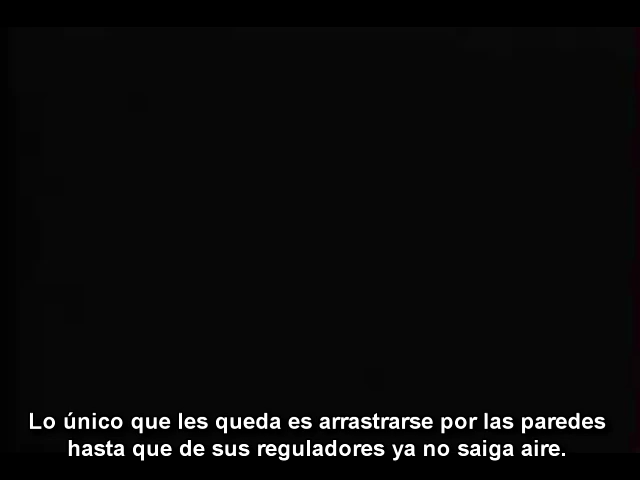 Lo único que les queda es arrastrarse por las paredes
hasta que de sus reguladores ya no saiga aire.